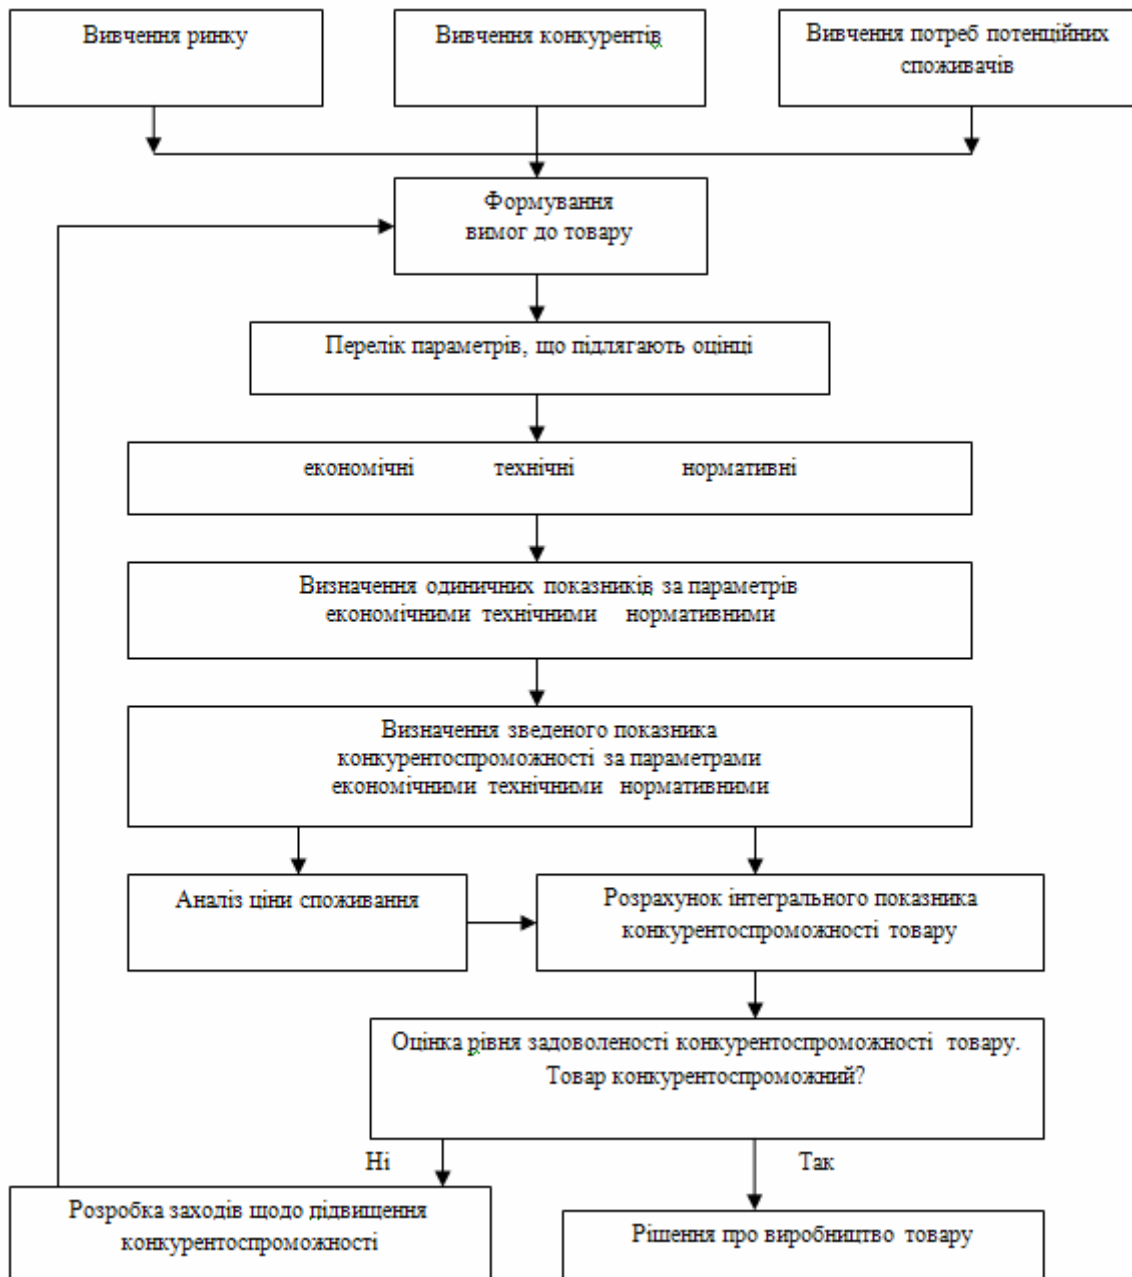 Вивчення ринку
Вивчення конкурентів
Вивчення потреб потенційних
споживачів
Формування
вимог до товару
Перелік параметрів, що підлягають оцінці
економічні технічні нормативні
Визначення одиничних показників за параметрів
економічними технічними нормативними
Визначення зведеного показника
конкурентоспроможності за параметрами
економічними технічними нормативними
Аналіз ціни споживання
Розрахунок інтегрального показника
конкурентоспроможності товару
Оцінка рівня задоволеності конкурентоспроможності товару.
Товар конкурентоспроможний?
Ні
Так
Розробка заходів щодо підвищення
конкурентоспроможності
Рішення про виробництво товару